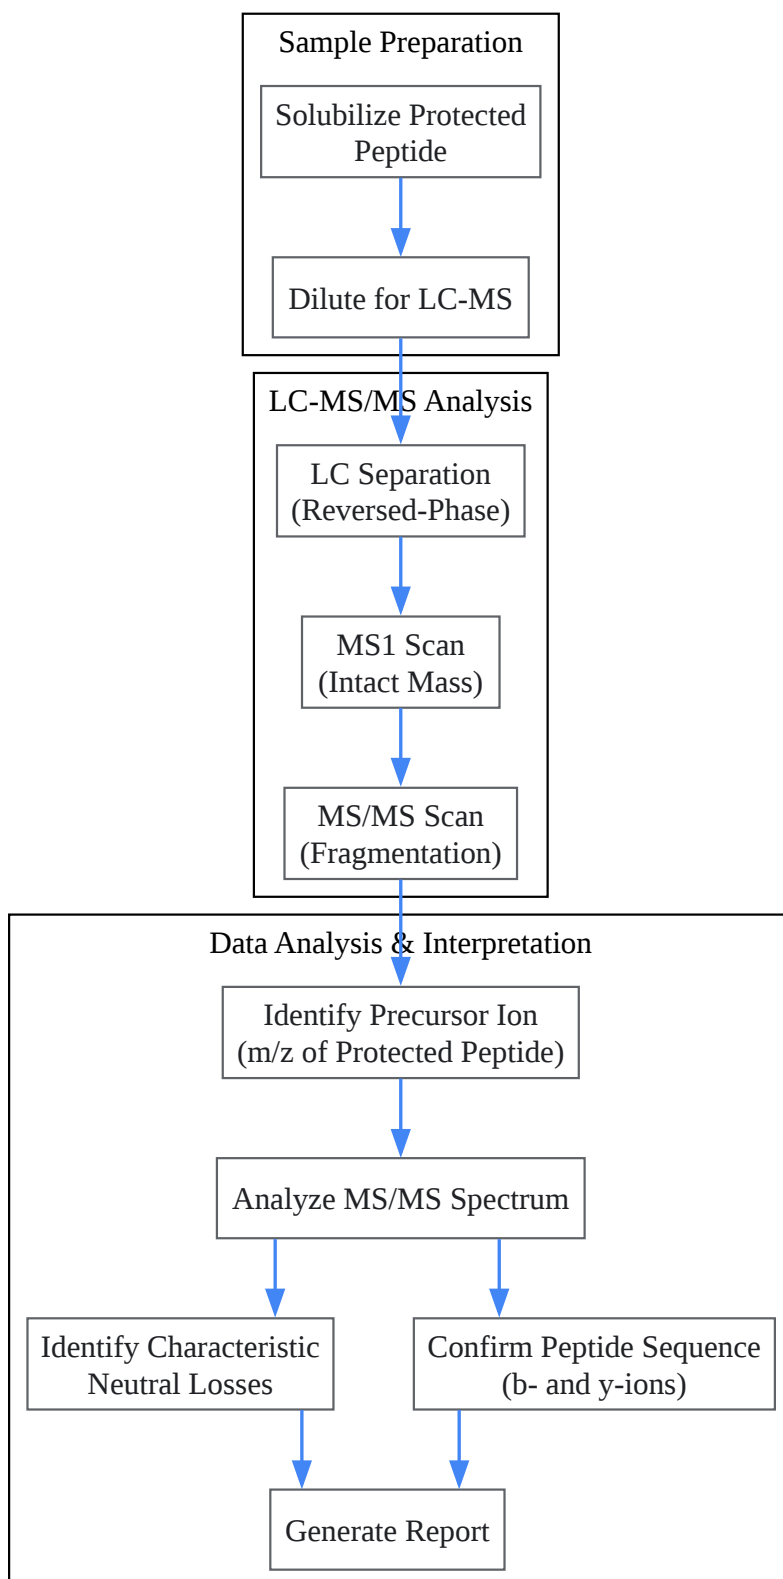 Sample Preparation
Solubilize Protected
Peptide
Dilute for LC-MS
LC-MS/MS Analysis
LC Separation
(Reversed-Phase)
MS1 Scan
(Intact Mass)
MS/MS Scan
(Fragmentation)
Data Analysis & Interpretation
Identify Precursor Ion
(m/z of Protected Peptide)
Analyze MS/MS Spectrum
Identify Characteristic
Neutral Losses
Confirm Peptide Sequence
(b- and y-ions)
Generate Report